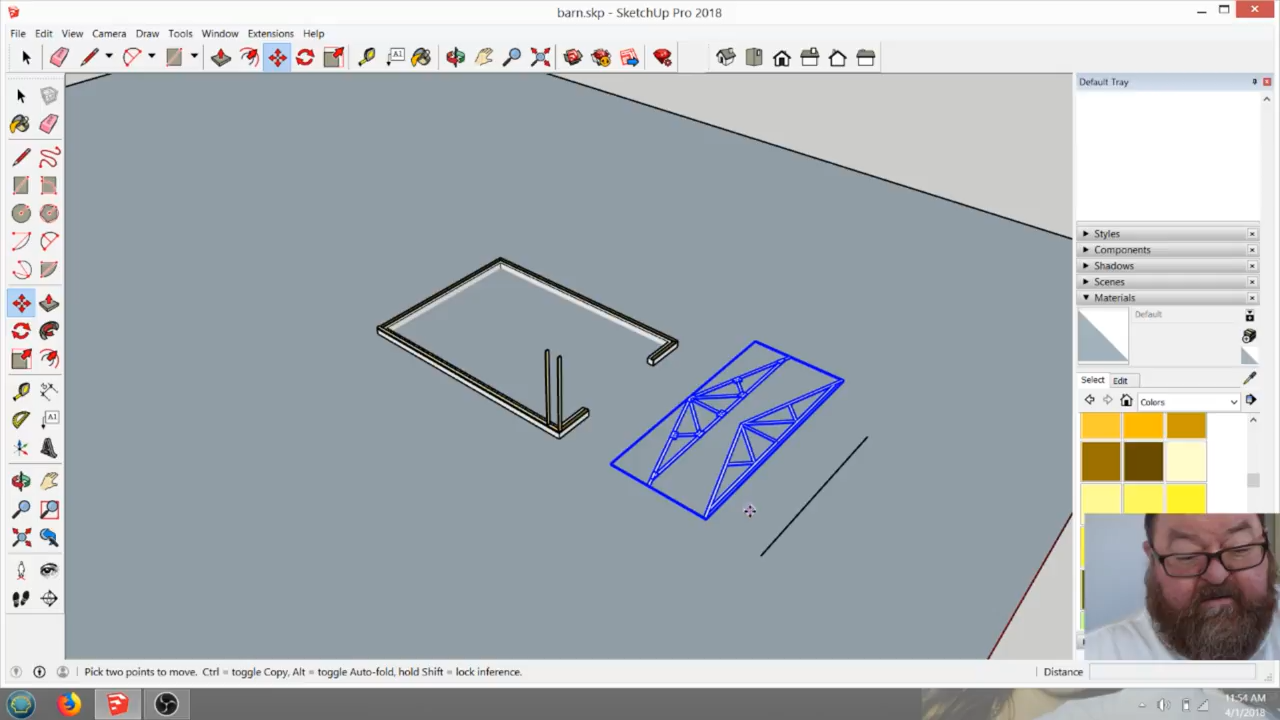 barn.skp - SketchUp Pro 2018
File Edit View Camera Draw Tools Window Extensions Help
A1
Default Tray
Styles
Components
Shadows
Scenes
Materials
Default
Select Edit
Colors
A1
Pick two points to move. Ctrl = toggle Copy, Alt = toggle Auto-fold, hold Shift = lock inference.
Distance
11:54 AM
4/1/2018